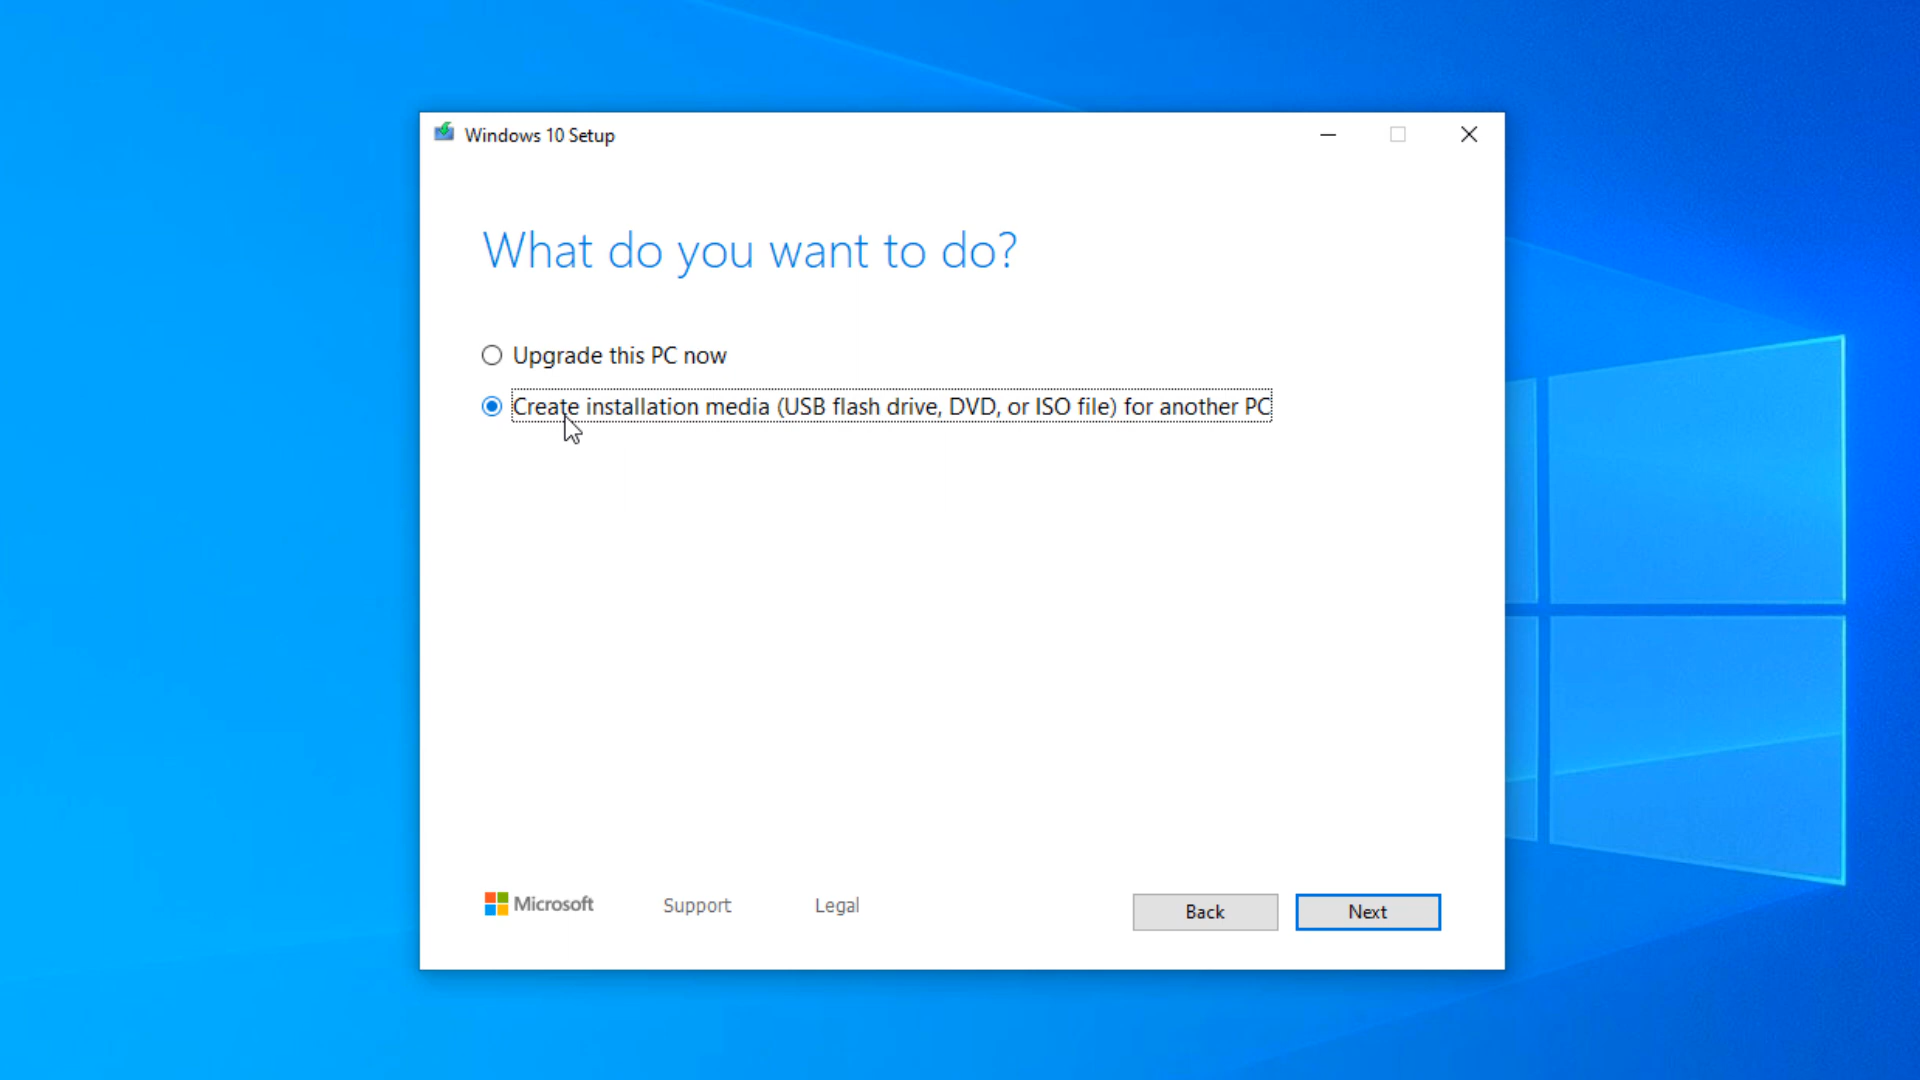 Windows 10 Setup
What do you want to do?
Upgrade this PC now
Create installation media (USB flash drive, DVD, or ISO file) for another PC
Microsoft Support Legal Back Next